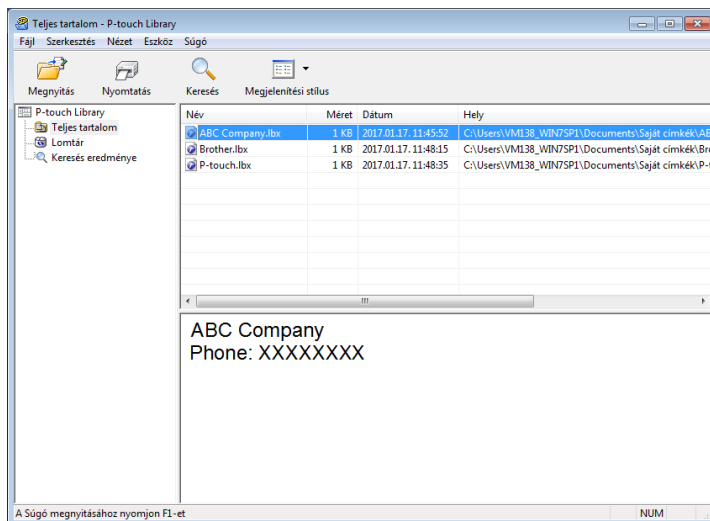 Teljes tartalom - P-touch Library
Fájl Szerkesztés Nézet Eszköz Súgó
Megnyitás Nyomtatás Keresés Megjelenítési stílus
P-touch Library
Teljes tartalom
Lomtár
Keresés eredménye
Név Méret Dátum Hely
ABC Company.lbx 1 KB 2017.01.17. 11:45:52 C:\Users\VM138_WIN7SP1\Documents\Saját címkék\AB
Brother.lbx 1 KB 2017.01.17. 11:48:15 C:\Users\VM138_WIN7SP1\Documents\Saját címkék\Bro
P-touch.lbx 1 KB 2017.01.17. 11:48:35 C:\Users\VM138_WIN7SP1\Documents\Saját címkék\P-t
ABC Company
Phone: XXXXXXXX
A Súgó megnyitásához nyomjon F1-et NUM